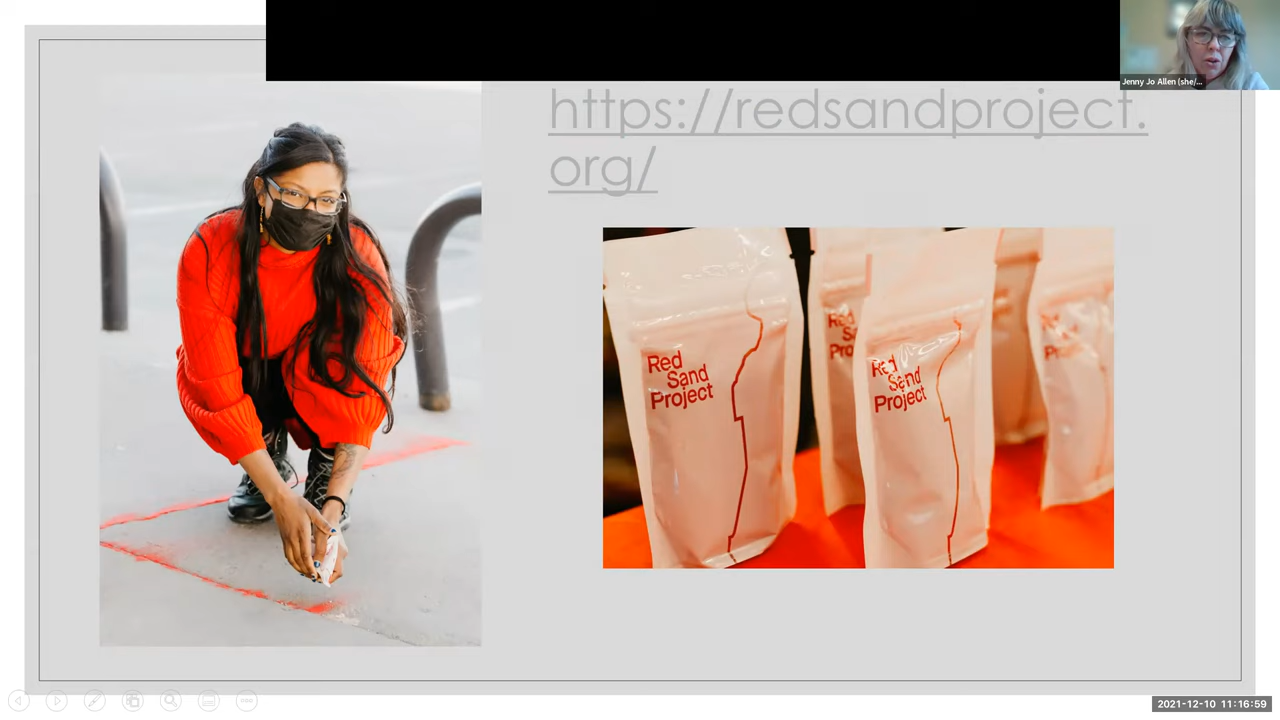 Jenny Jo Allen (she/...
https://redsandproject.
org/
Red
Sand
Project
Red
Sand
Project
2021-12-10 11:16:59